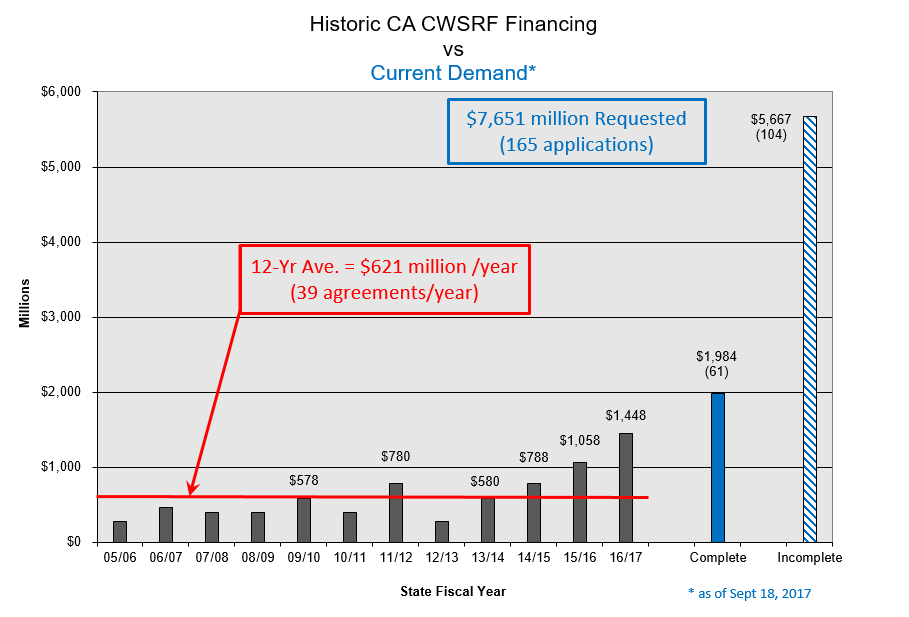 Historic CA CWSRF Financing
vs
Current Demand*
$6,000
$5,000
$4,000
$3,000
$2,000
$1,000
$0
Millions
$7,651 million Requested
(165 applications)
12-Yr Ave. = $621 million /year
(39 agreements/year)
$578
$780
$580
$788
$1,058
$1,448
$1,984
(61)
$5,667
(104)
05/06 06/07 07/08 08/09 09/10 10/11 11/12 12/13 13/14 14/15 15/16 16/17 Complete Incomplete
State Fiscal Year
* as of Sept 18, 2017